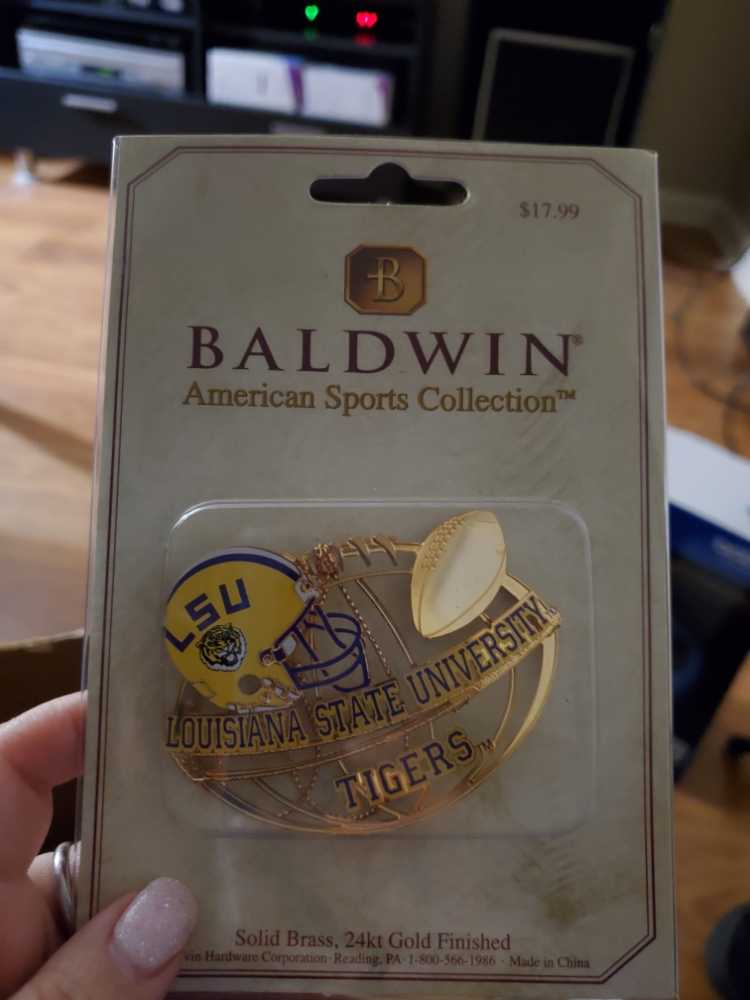 $17.99
B
BALDWIN®
American Sports Collection™
LSU
LOUISIANA STATE UNIVERSITY
TIGERS™
Solid Brass, 24kt Gold Finished
Hardware Corporation · Reading, PA · 1-800-566-1986 · Made in China